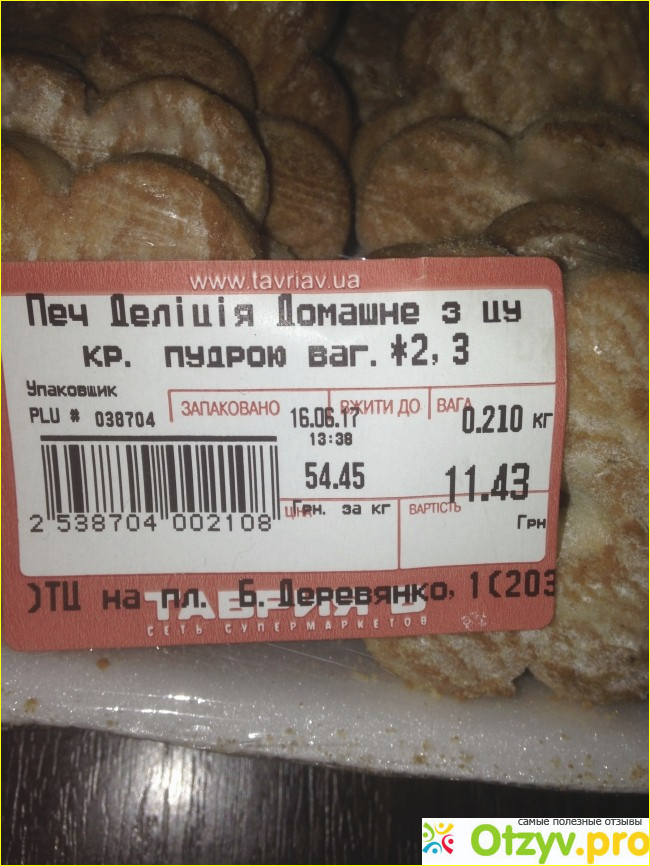 www.tavriav.ua
Печ Деліція Домашне з цу
кр. пудрою ваг. *2,3
Упаковщик
PLU # 038704
ЗАПАКОВАНО 16.06.17 ВЖИТИ ДО ВАГА 0.210 кг
13:38
54.45 11.43
ЦІНА Грн. за кг ВАРТІСТЬ Грн
2 538704 002108
)ТЦ на пл. Б. Деревянко, 1(203
ТАВРИЯ В
СЕТЬ СУПЕРМАРКЕТОВ
самые полезные отзывы
Otzyv.pro